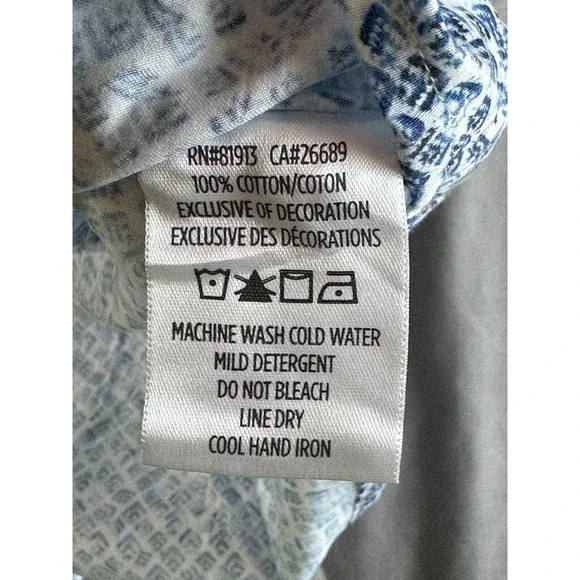 RN#81913 CA#26689
100% COTTON/COTON
EXCLUSIVE OF DECORATION
EXCLUSIVE DES DÉCORATIONS
MACHINE WASH COLD WATER
MILD DETERGENT
DO NOT BLEACH
LINE DRY
COOL HAND IRON